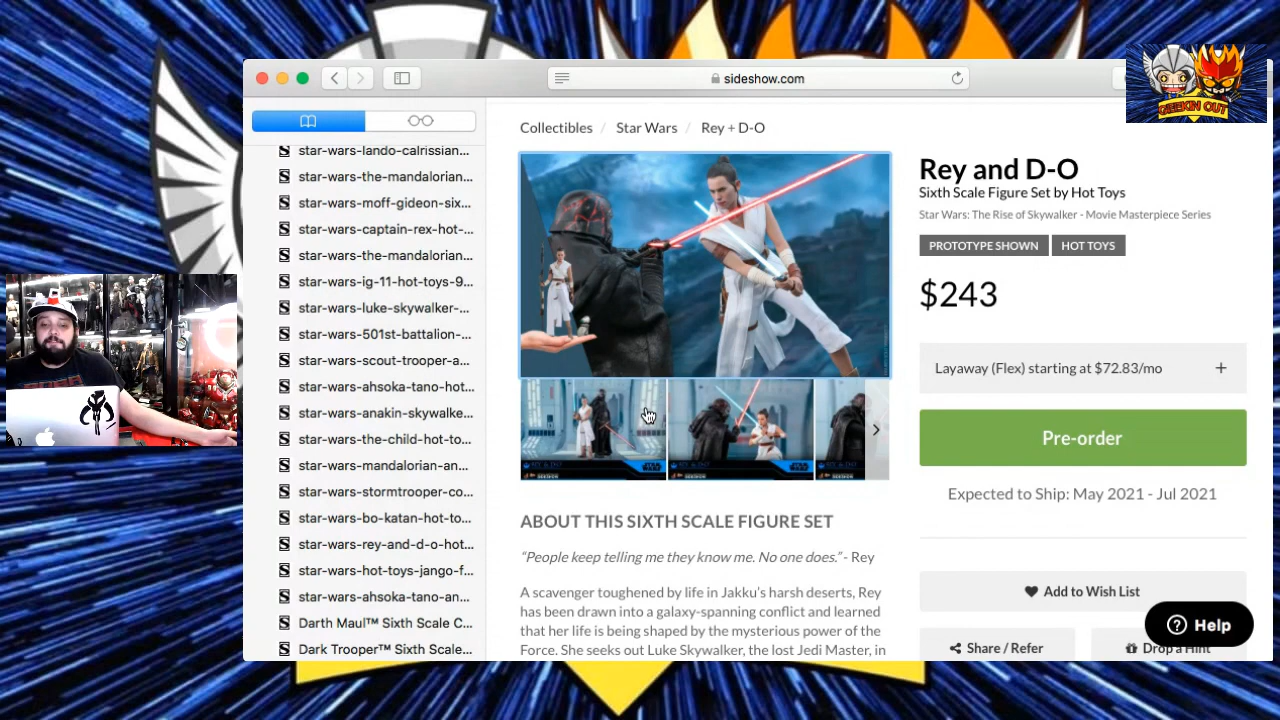 sideshow.com
GEEKIN OUT
star-wars-lando-calrissian...
star-wars-the-mandalorian...
star-wars-moff-gideon-six...
star-wars-captain-rex-hot-...
star-wars-the-mandalorian...
star-wars-ig-11-hot-toys-9...
star-wars-luke-skywalker-...
star-wars-501st-battalion-...
star-wars-scout-trooper-a...
star-wars-ahsoka-tano-hot...
star-wars-anakin-skywalke...
star-wars-the-child-hot-to...
star-wars-mandalorian-an...
star-wars-stormtrooper-co...
star-wars-bo-katan-hot-to...
star-wars-rey-and-d-o-hot...
star-wars-hot-toys-jango-f...
star-wars-ahsoka-tano-an...
Darth Maul™ Sixth Scale C...
Dark Trooper™ Sixth Scale...
Collectibles / Star Wars / Rey + D-O
ABOUT THIS SIXTH SCALE FIGURE SET
“People keep telling me they know me. No one does.” - Rey
A scavenger toughened by life in Jakku’s harsh deserts, Rey
has been drawn into a galaxy-spanning conflict and learned
that her life is being shaped by the mysterious power of the
Force. She seeks out Luke Skywalker, the lost Jedi Master, in
Rey and D-O
Sixth Scale Figure Set by Hot Toys
Star Wars: The Rise of Skywalker - Movie Masterpiece Series
PROTOTYPE SHOWN HOT TOYS
$243
Layaway (Flex) starting at $72.83/mo +
Pre-order
Expected to Ship: May 2021 - Jul 2021
Add to Wish List
Help
Share / Refer
Drop a Hint